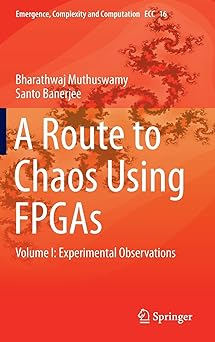 Emergence, Complexity and Computation ECC 16
Bharathwaj Muthuswamy
Santo Banerjee
A Route to
Chaos Using
FPGAs
Volume I: Experimental Observations
Springer